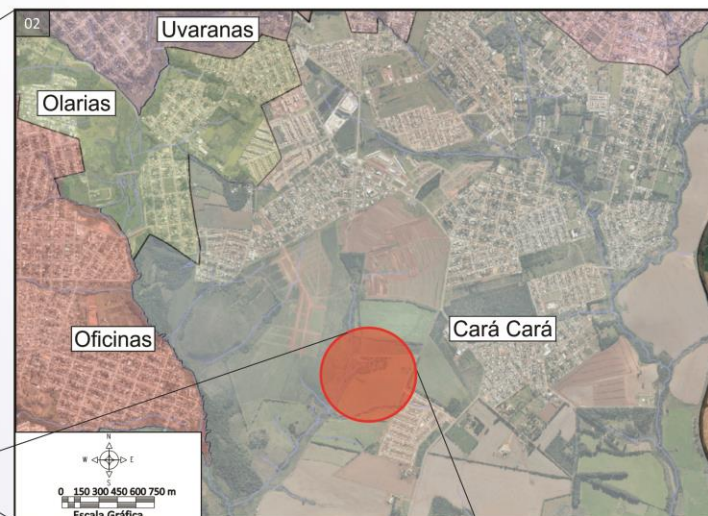 02
Uvaranas
Olarias
Oficinas
Cará Cará
N
W E
S
0 150 300 450 600 750 m
Escala Gráfica